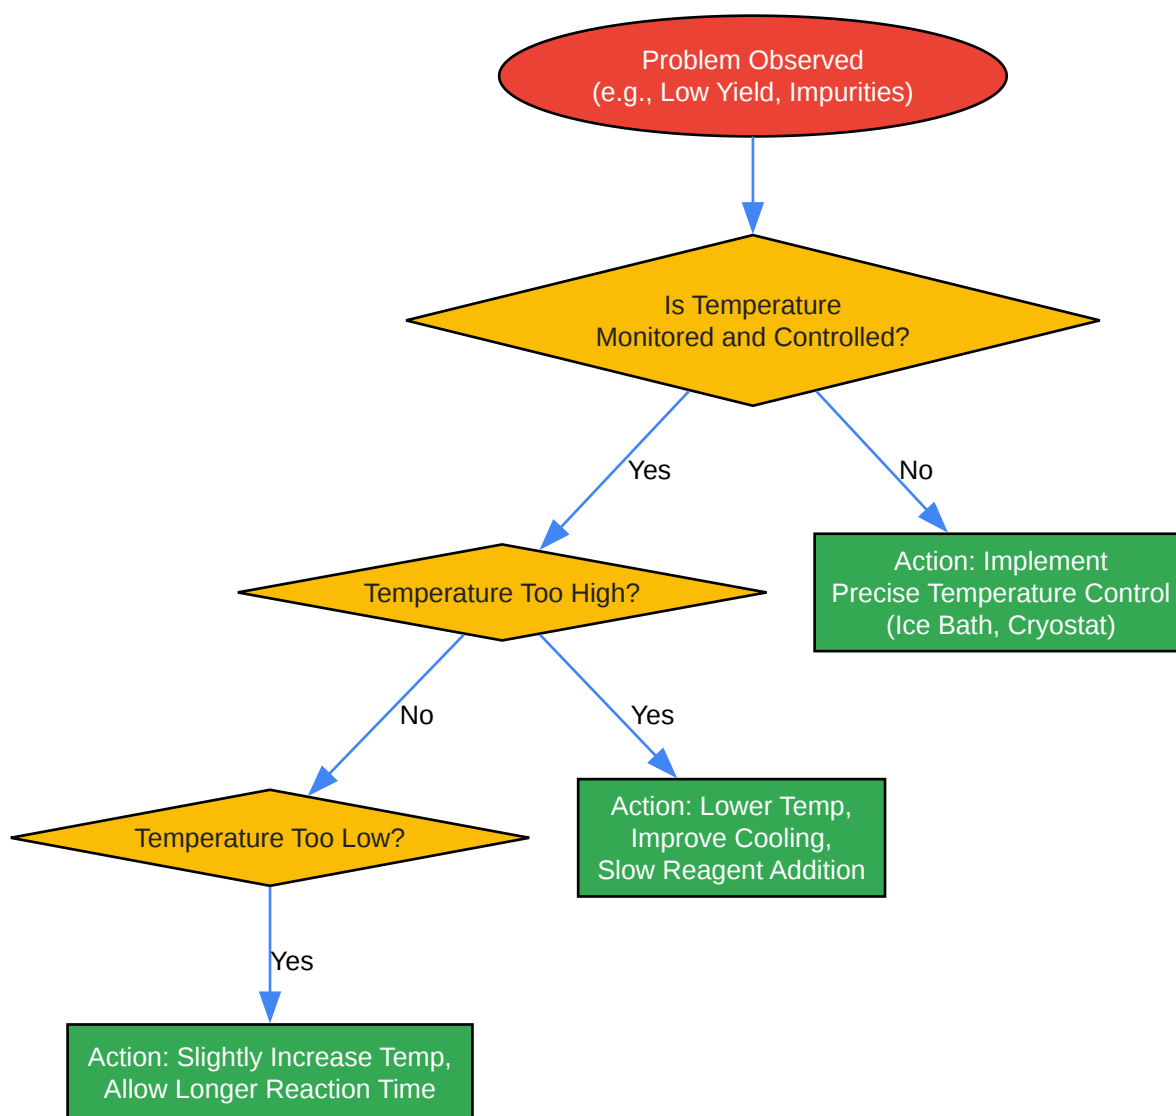 Problem Observed
(e.g., Low Yield, Impurities)
Is Temperature
Monitored and Controlled?
Yes
No
Temperature Too High?
Action: Implement
Precise Temperature Control
(Ice Bath, Cryostat)
No
Yes
Temperature Too Low?
Action: Lower Temp,
Improve Cooling,
Slow Reagent Addition
Yes
Action: Slightly Increase Temp,
Allow Longer Reaction Time